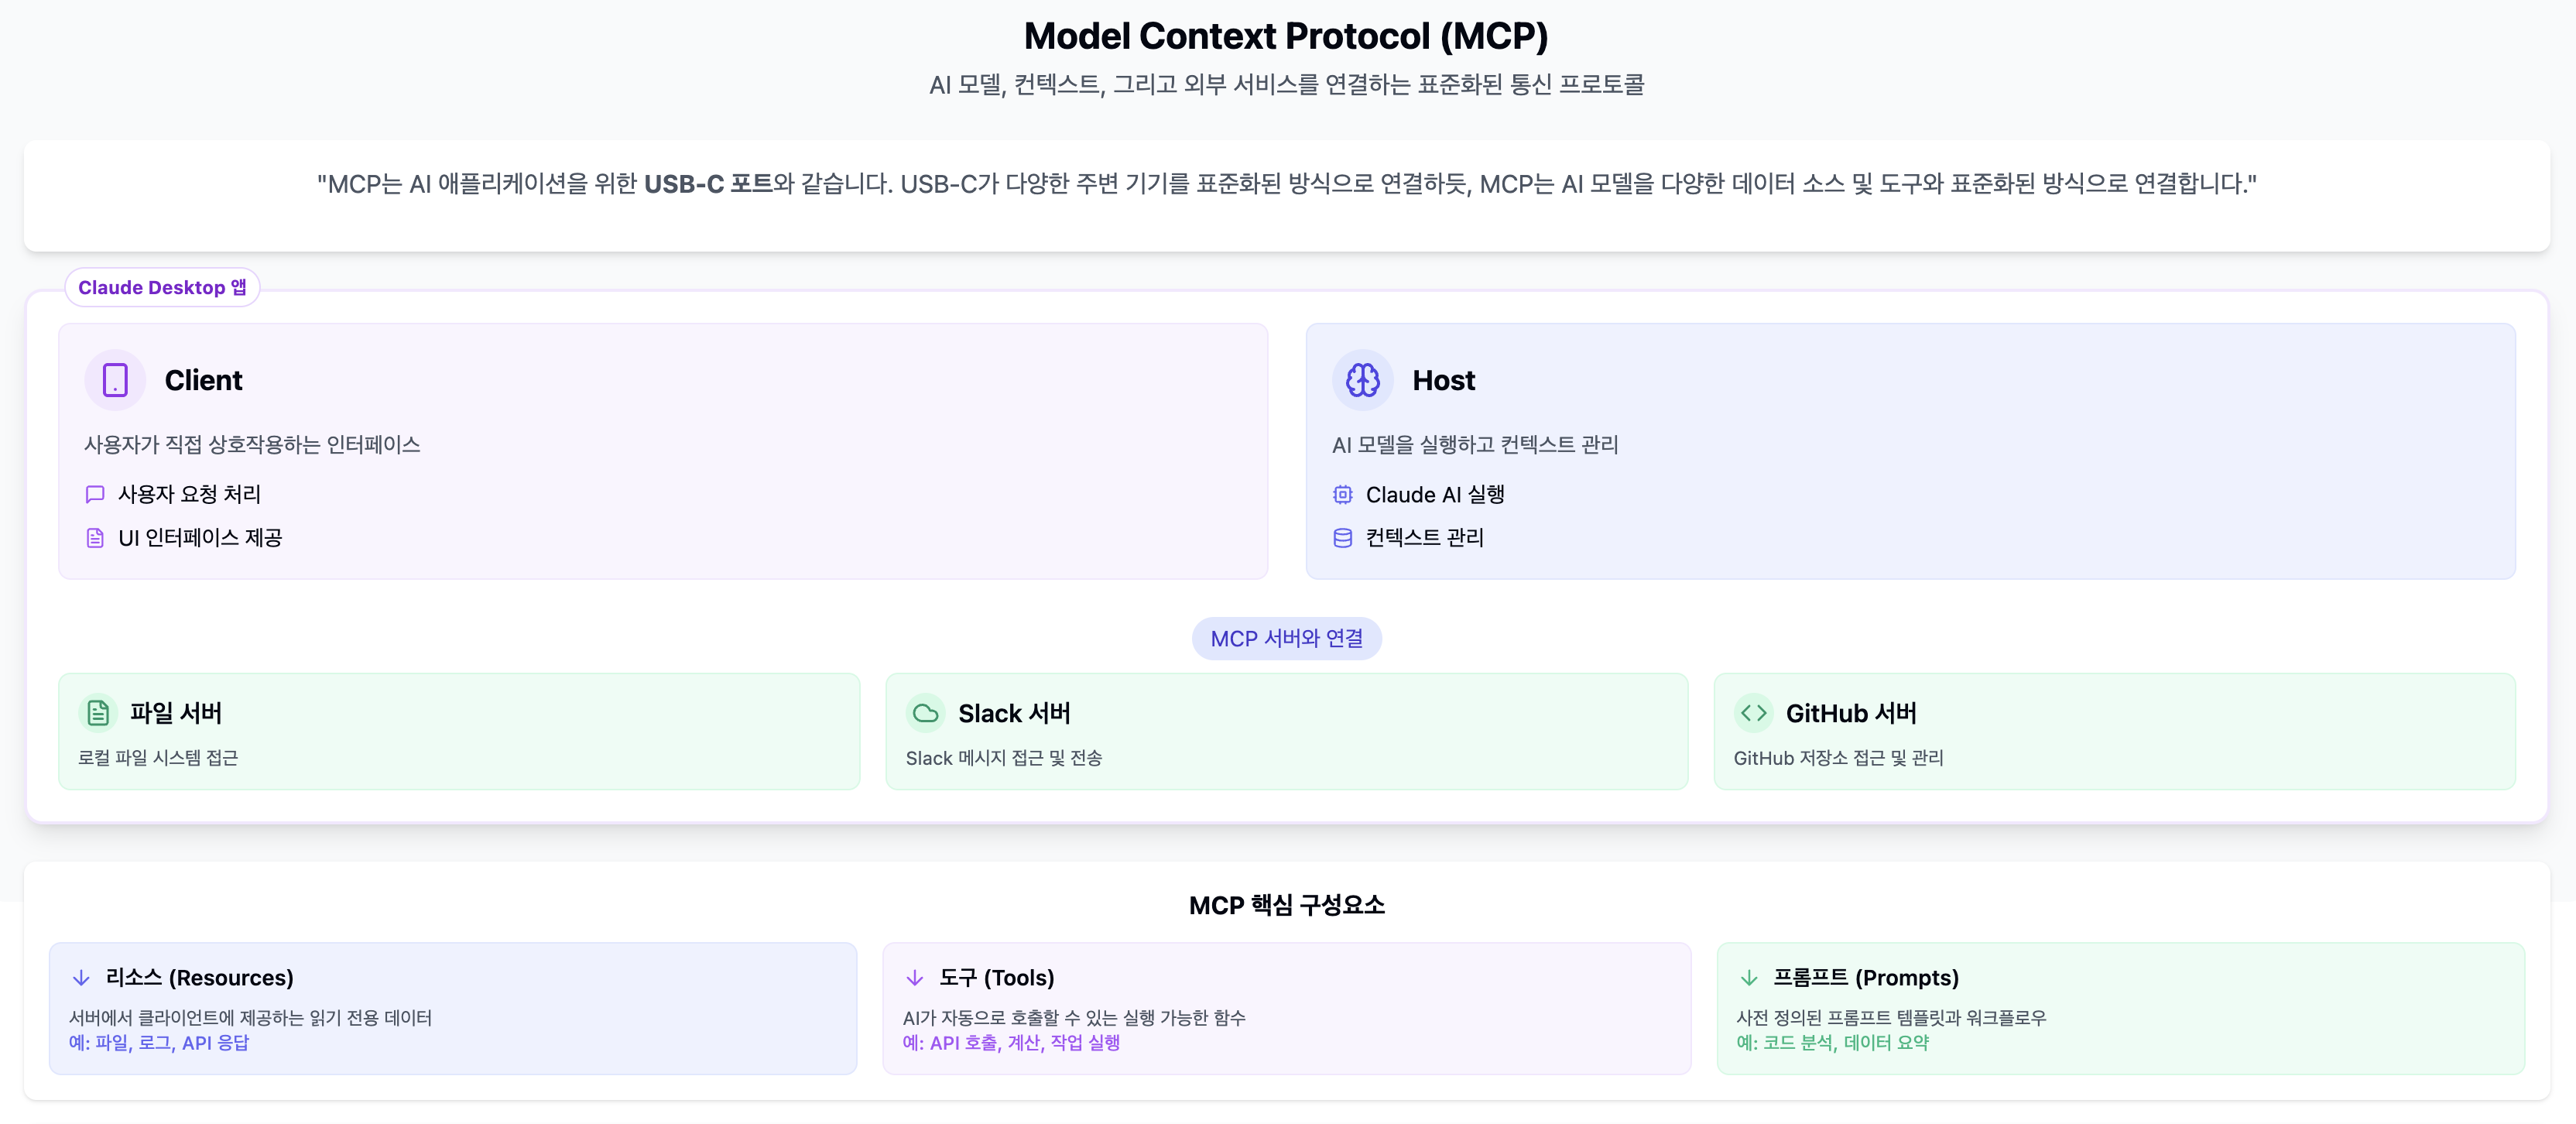 Model Context Protocol (MCP)
AI 모델, 컨텍스트, 그리고 외부 서비스를 연결하는 표준화된 통신 프로토콜
"MCP는 AI 애플리케이션을 위한 USB-C 포트와 같습니다. USB-C가 다양한 주변 기기를 표준화된 방식으로 연결하듯, MCP는 AI 모델을 다양한 데이터 소스 및 도구와 표준화된 방식으로 연결합니다."
Claude Desktop 앱
Client
사용자가 직접 상호작용하는 인터페이스
사용자 요청 처리
UI 인터페이스 제공
Host
AI 모델을 실행하고 컨텍스트 관리
Claude AI 실행
컨텍스트 관리
MCP 서버와 연결
파일 서버
로컬 파일 시스템 접근
Slack 서버
Slack 메시지 접근 및 전송
GitHub 서버
GitHub 저장소 접근 및 관리
MCP 핵심 구성요소
리소스 (Resources)
서버에서 클라이언트에 제공하는 읽기 전용 데이터
예: 파일, 로그, API 응답
도구 (Tools)
AI가 자동으로 호출할 수 있는 실행 가능한 함수
예: API 호출, 계산, 작업 실행
프롬프트 (Prompts)
사전 정의된 프롬프트 템플릿과 워크플로우
예: 코드 분석, 데이터 요약